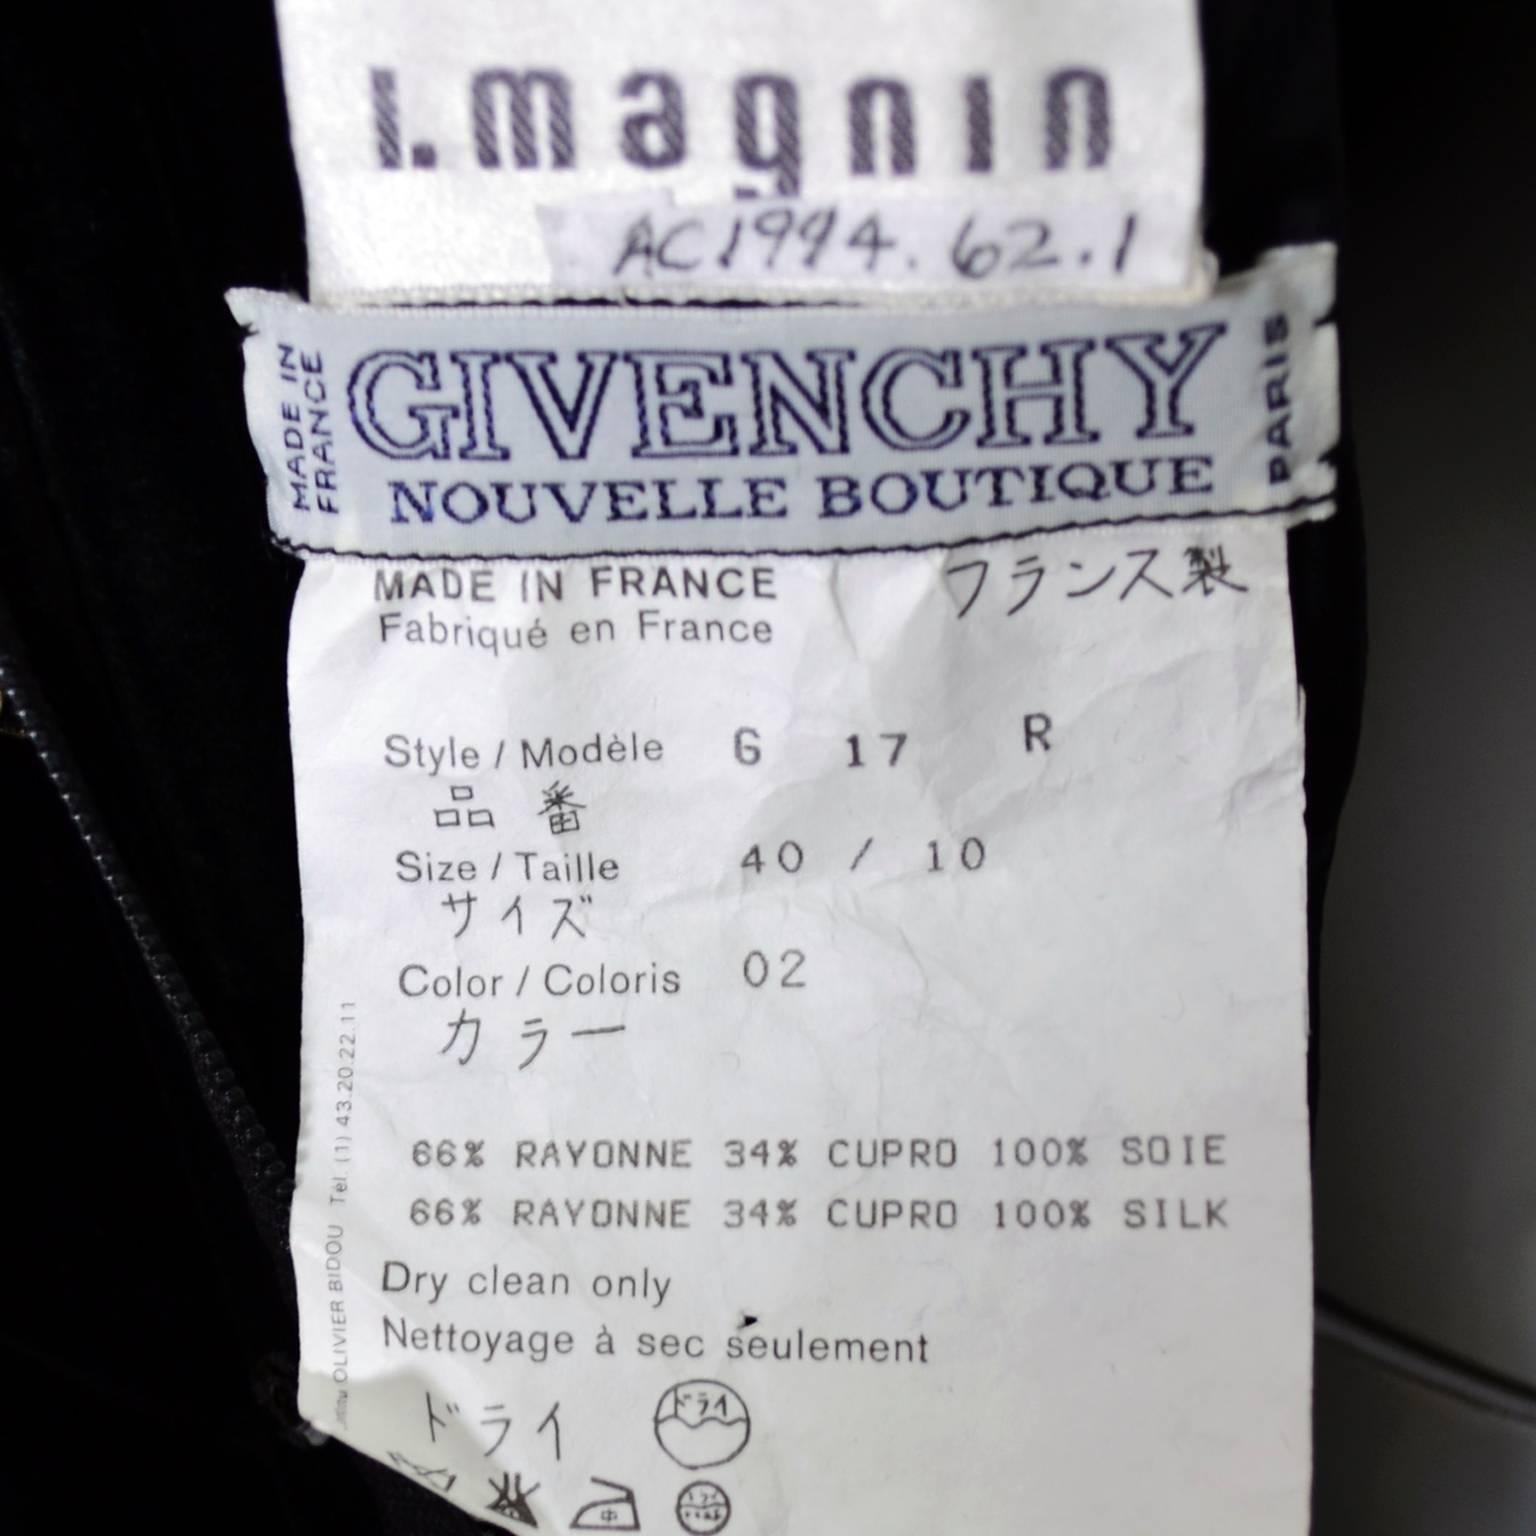 ı.magnın
AC1994.62.1
MADE IN
FRANCE
GIVENCHY
NOUVELLE BOUTIQUE
PARIS
MADE IN FRANCE
Fabriqué en France
フランス製
Style / Modèle G 17 R
品番
Size / Taille 40 / 10
サイズ
Color / Coloris 02
カラー
66% RAYONNE 34% CUPRO 100% SOIE
66% RAYONNE 34% CUPRO 100% SILK
Dry clean only
Nettoyage à sec seulement
ドライ
ドライ
中
OLIVIER BIDOU Tél. (1) 43.20.22.11